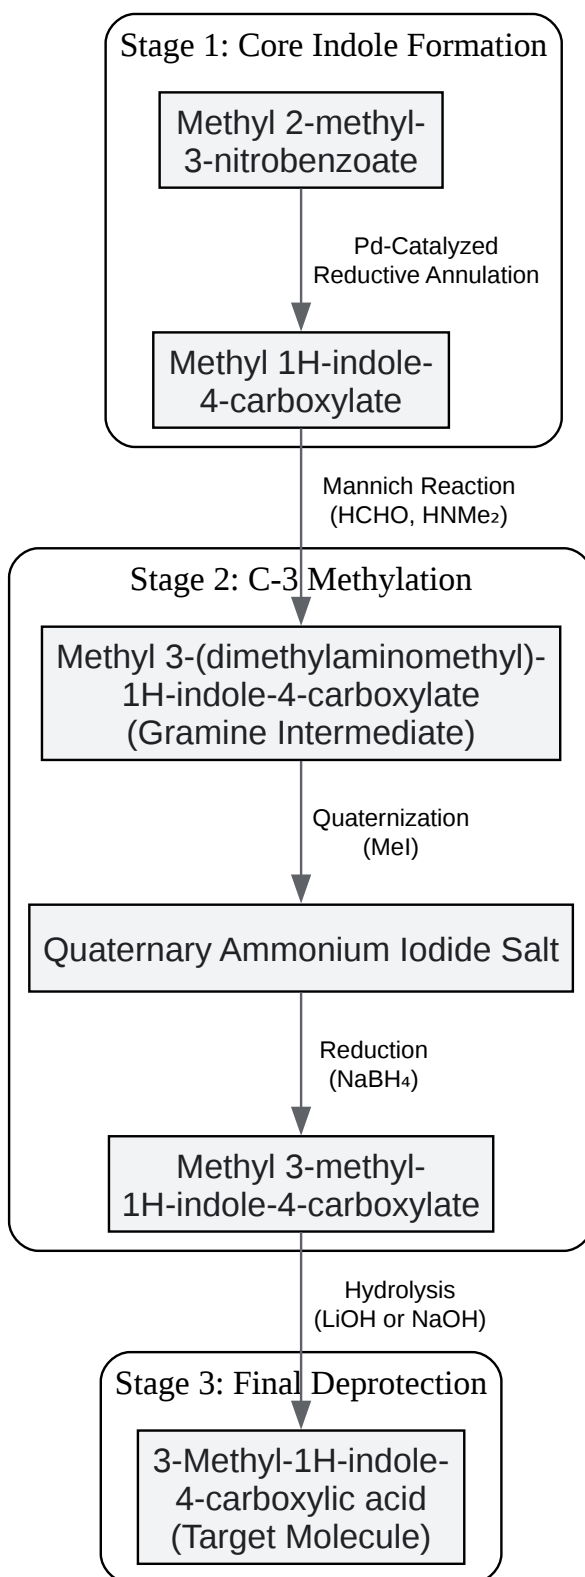 Stage 1: Core Indole Formation
Methyl 2-methyl-
3-nitrobenzoate
Pd-Catalyzed
Reductive Annulation
Methyl 1H-indole-
4-carboxylate
Mannich Reaction
(HCHO, HNMe₂)
Stage 2: C-3 Methylation
Methyl 3-(dimethylaminomethyl)-
1H-indole-4-carboxylate
(Gramine Intermediate)
Quaternization
(MeI)
Quaternary Ammonium Iodide Salt
Reduction
(NaBH₄)
Methyl 3-methyl-
1H-indole-4-carboxylate
Hydrolysis
(LiOH or NaOH)
Stage 3: Final Deprotection
3-Methyl-1H-indole-
4-carboxylic acid
(Target Molecule)